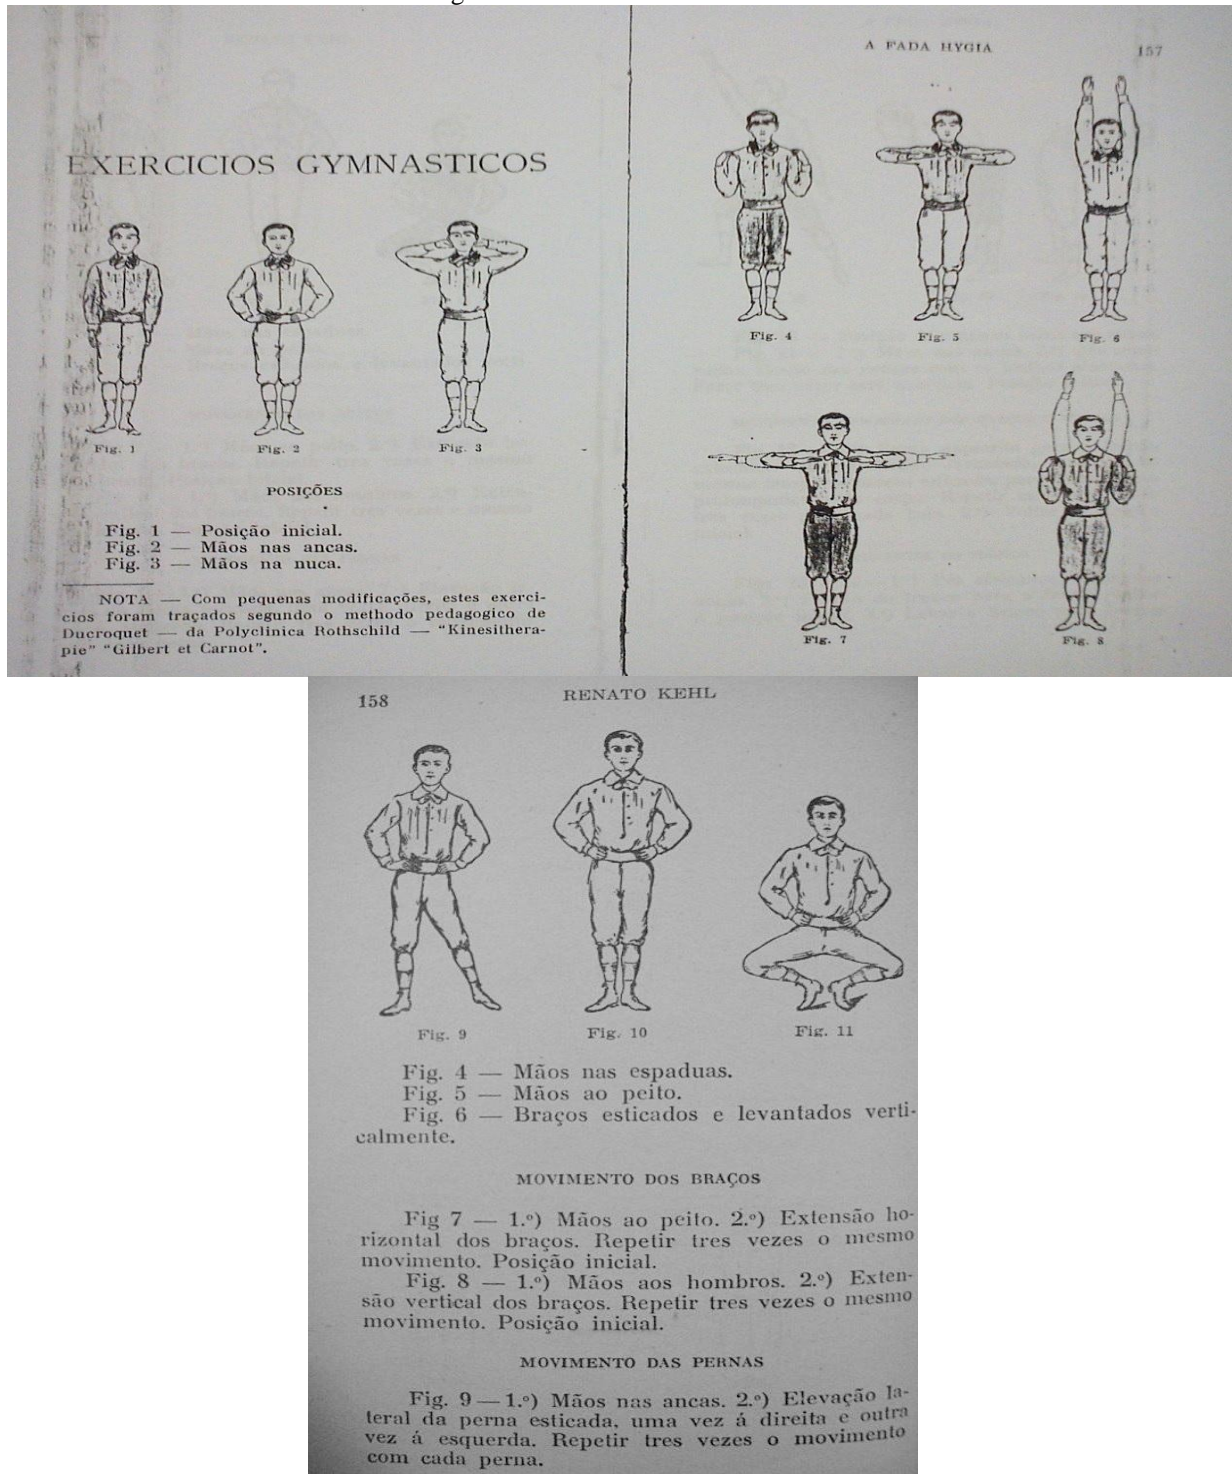 EXERCICIOS GYMNASTICOS
Fig. 1
Fig. 2
Fig. 3
POSIÇÕES
Fig. 1 — Posição inicial.
Fig. 2 — Mãos nas ancas.
Fig. 3 — Mãos na nuca.
NOTA — Com pequenas modificações, estes exerci-
cios foram traçados segundo o methodo pedagogico de
Ducroquet — da Polyclinica Rothschild — “Kinesithera-
pie” “Gilbert et Carnot”.
A FADA HYGIA
157
Fig. 4
Fig. 5
Fig. 6
Fig. 7
Fig. 8
158
RENATO KEHL
Fig. 9
Fig. 10
Fig. 11
Fig. 4 — Mãos nas espaduas.
Fig. 5 — Mãos ao peito.
Fig. 6 — Braços esticados e levantados verti-
calmente.
MOVIMENTO DOS BRAÇOS
Fig 7 — 1.º) Mãos ao peito. 2.º) Extensão ho-
rizontal dos braços. Repetir tres vezes o mesmo
movimento. Posição inicial.
Fig. 8 — 1.º) Mãos aos hombros. 2.º) Exten-
são vertical dos braços. Repetir tres vezes o mesmo
movimento. Posição inicial.
MOVIMENTO DAS PERNAS
Fig. 9 — 1.º) Mãos nas ancas. 2.º) Elevação la-
teral da perna esticada, uma vez á direita e outra
vez á esquerda. Repetir tres vezes o movimento
com cada perna.